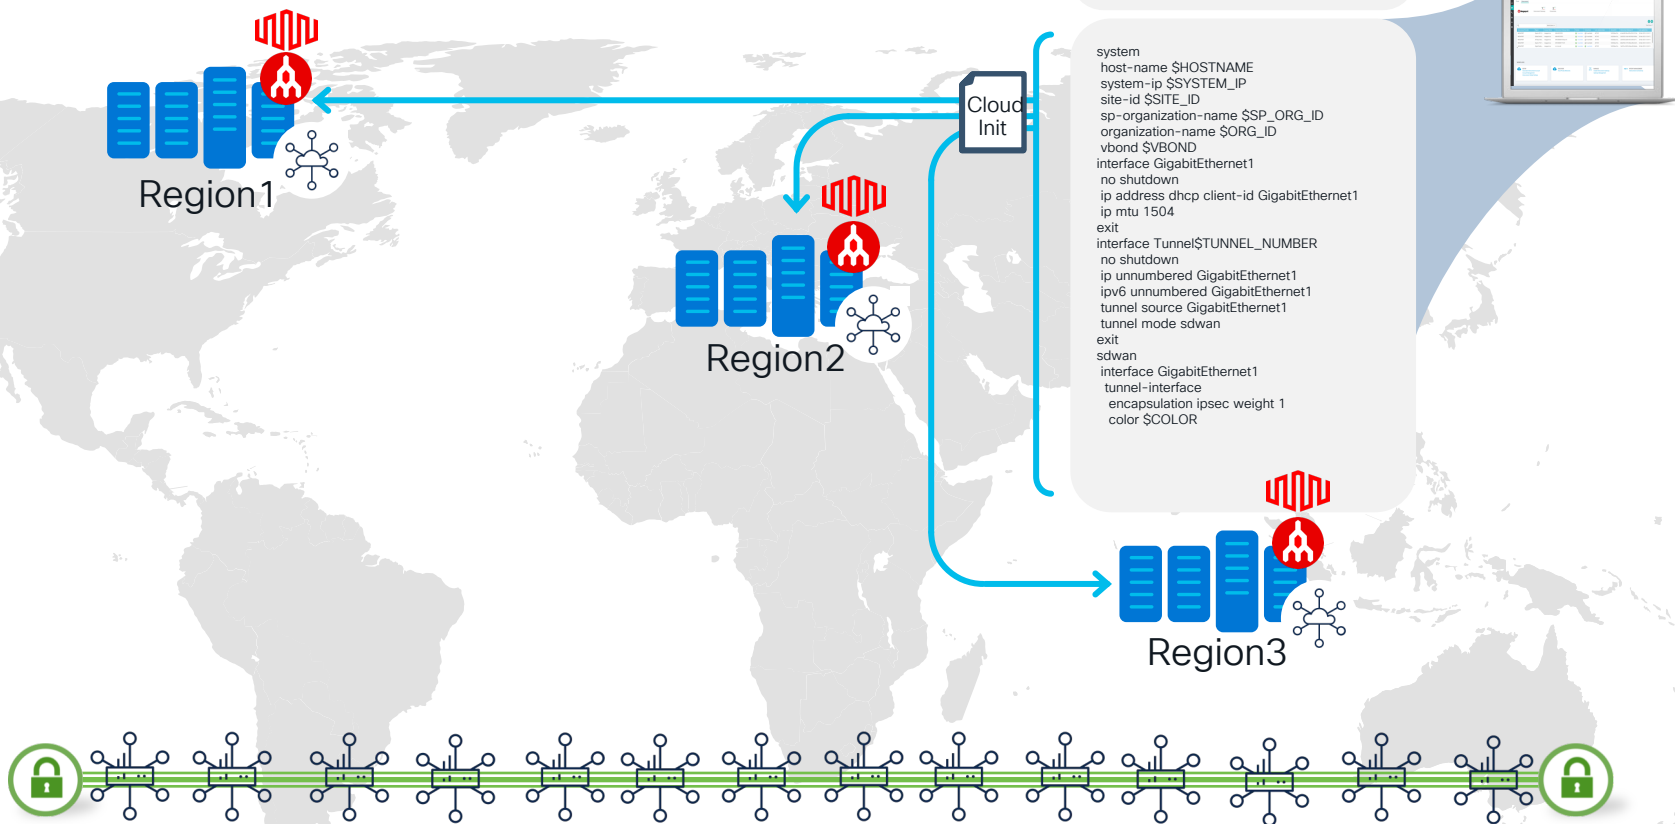 Cloud
Init
system
host-name $HOSTNAME
system-ip $SYSTEM_IP
site-id $SITE_ID
sp-organization-name $SP_ORG_ID
organization-name $ORG_ID
vbond $VBOND
interface GigabitEthernet1
no shutdown
ip address dhcp client-id GigabitEthernet1
ip mtu 1504
exit
interface Tunnel$TUNNEL_NUMBER
no shutdown
ip unnumbered GigabitEthernet1
ipv6 unnumbered GigabitEthernet1
tunnel source GigabitEthernet1
tunnel mode sdwan
exit
sdwan
interface GigabitEthernet1
tunnel-interface
encapsulation ipsec weight 1
color $COLOR
Region1
Region2
Region3